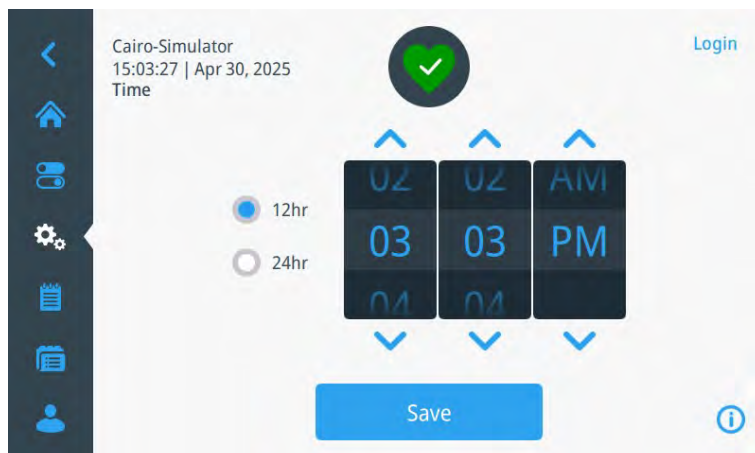 Cairo-Simulator
15:03:27 | Apr 30, 2025
Time
Login
02 02 AM
12hr
03 03 PM
24hr
04 04
Save